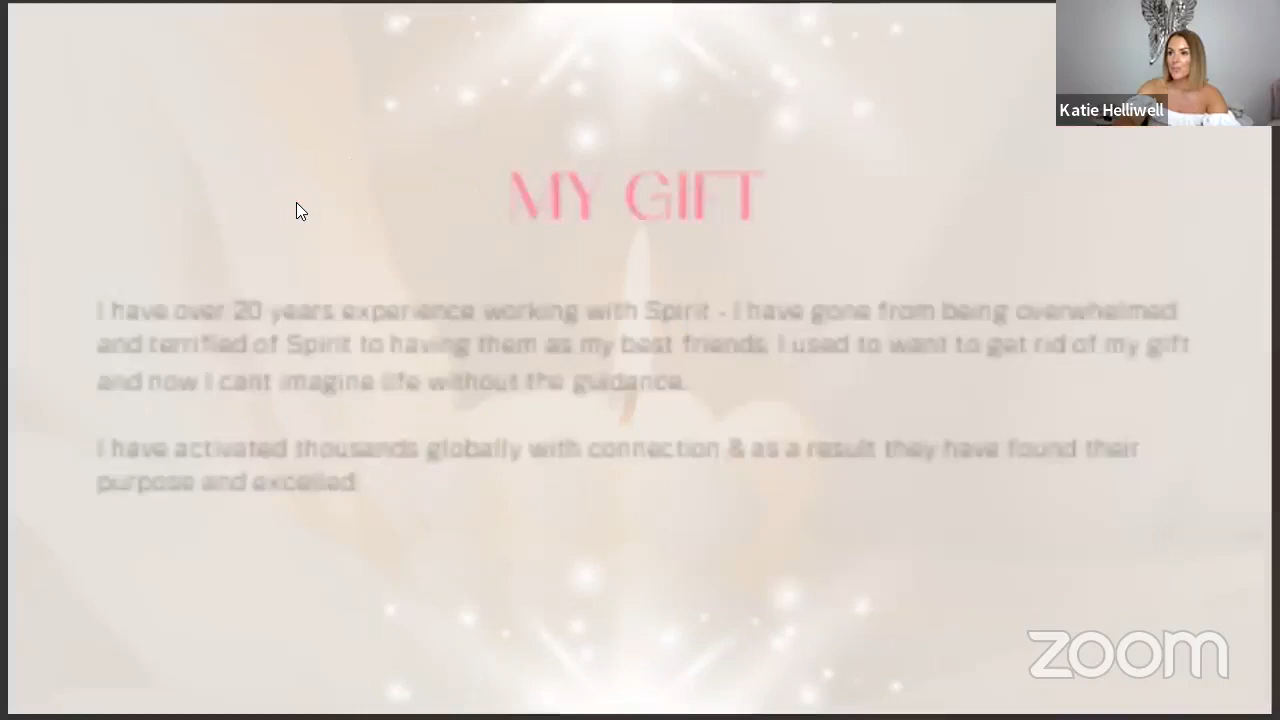 Katie Helliwell
MY GIFT
I have over 20 years experience working with Spirit - I have gone from being overwhelmed
and terrified of Spirit to having them as my best friends. I used to want to get rid of my gift
and now I cant imagine life without the guidance.
I have activated thousands globally with connection & as a result they have found their
purpose and excelled.
zoom